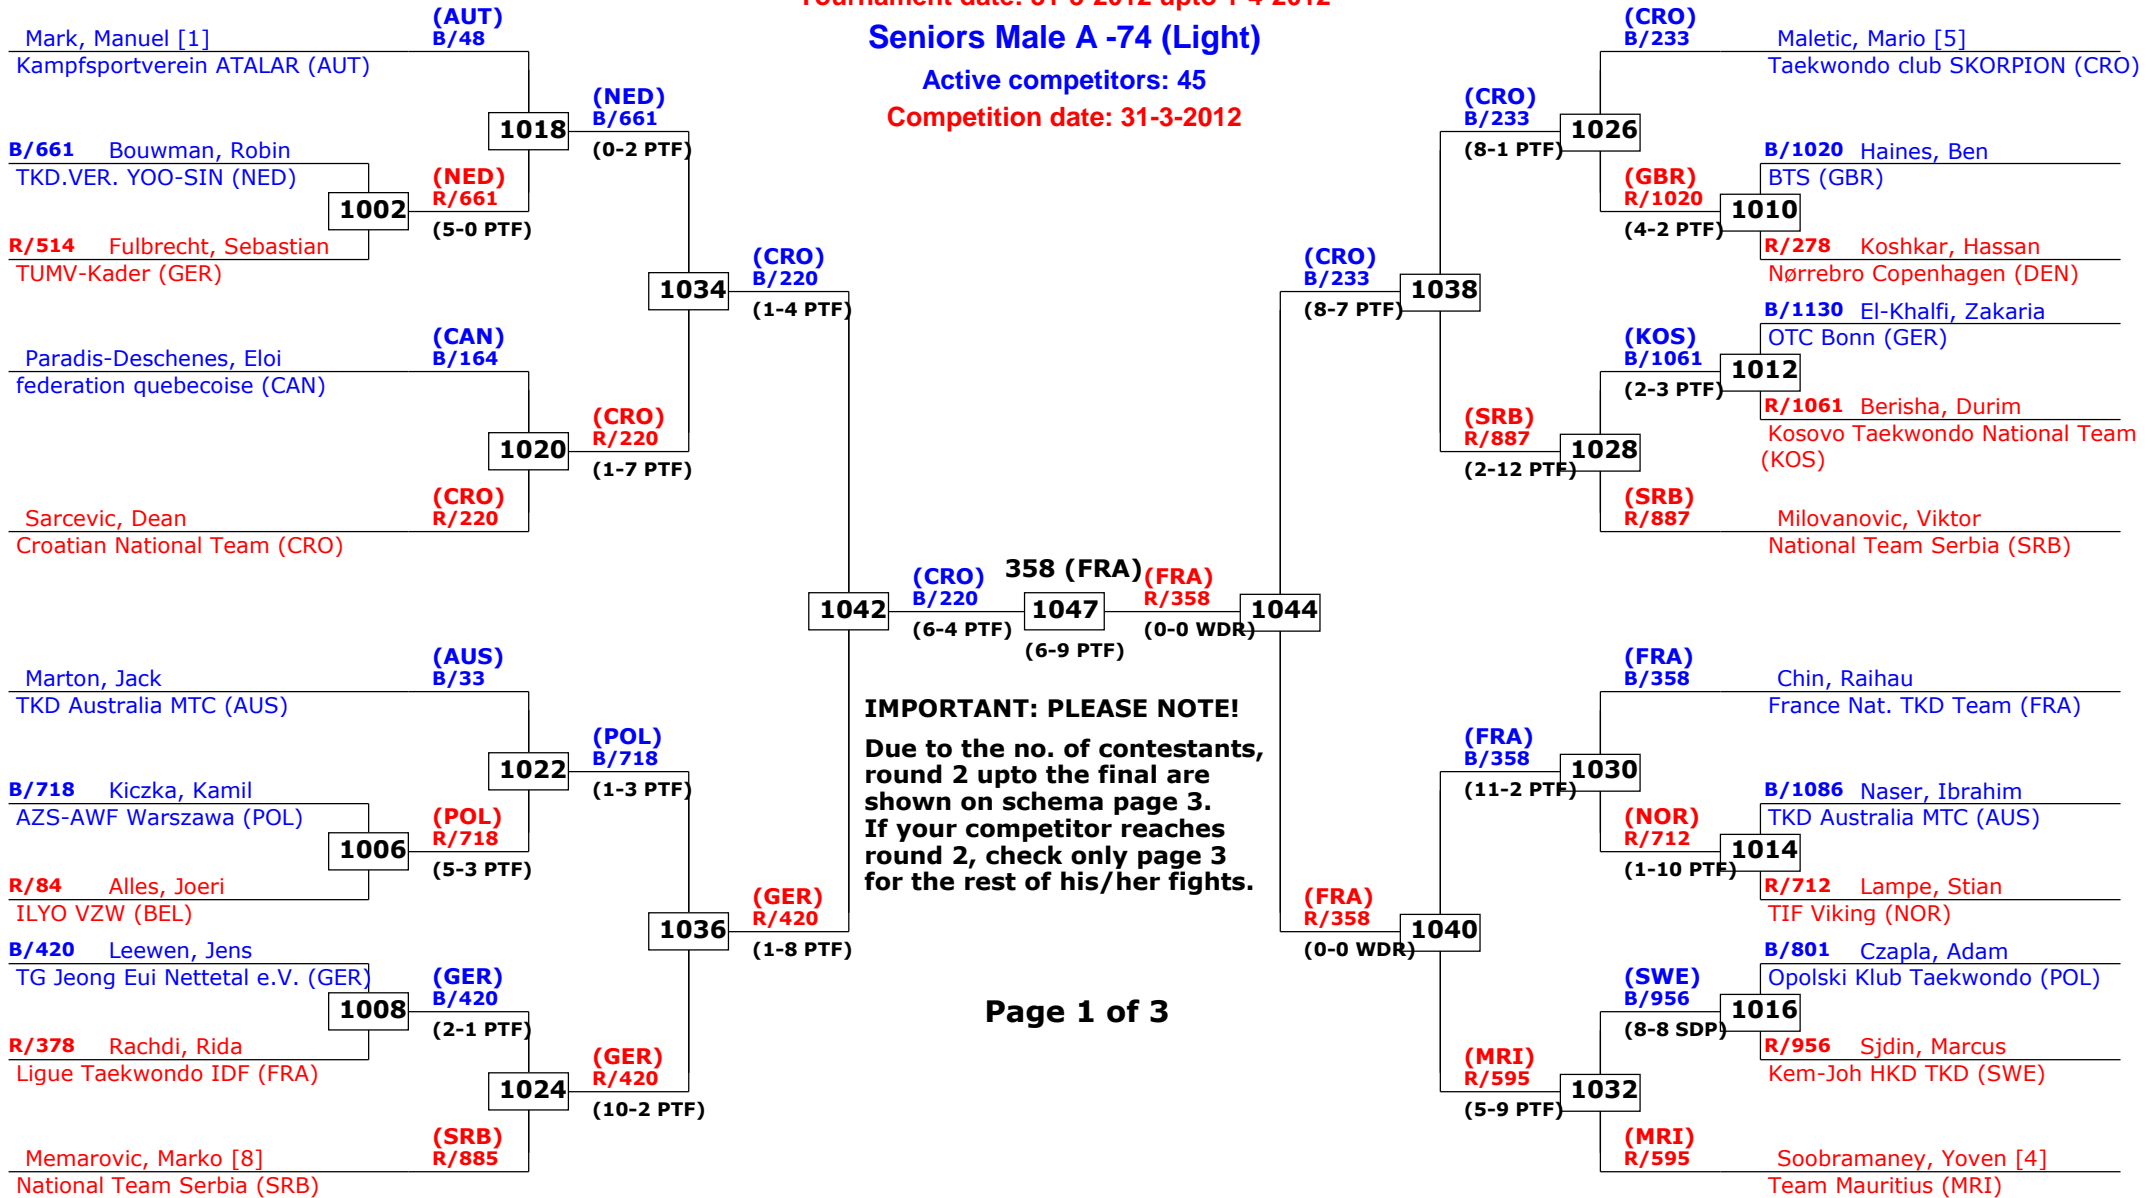 Tournament date: 31-3-2012 upto 1-4-2012
Seniors Male A -74 (Light)
Active competitors: 45
Competition date: 31-3-2012
(AUT)
Mark, Manuel [1] B/48
Kampfsportverein ATALAR (AUT)
1018
(NED)
B/661
(0-2 PTF)
B/661 Bouwman, Robin
TKD.VER. YOO-SIN (NED)
1002
(NED)
R/661
(5-0 PTF)
R/514 Fulbrecht, Sebastian
TUMV-Kader (GER)
1034
(CRO)
B/220
(1-4 PTF)
(CAN)
Paradis-Deschenes, Eloi B/164
federation quebecoise (CAN)
1020
(CRO)
R/220
(1-7 PTF)
(CRO)
Sarcevic, Dean R/220
Croatian National Team (CRO)
1042
(CRO)
B/220
(6-4 PTF)
358 (FRA)
1047
(6-9 PTF)
(FRA)
R/358
(0-0 WDR)
1044
(AUS)
Marton, Jack B/33
TKD Australia MTC (AUS)
1022
(POL)
B/718
(1-3 PTF)
B/718 Kiczka, Kamil
AZS-AWF Warszawa (POL)
1006
(POL)
R/718
(5-3 PTF)
R/84 Alles, Joeri
ILYO VZW (BEL)
1036
(GER)
R/420
(1-8 PTF)
B/420 Leewen, Jens
TG Jeong Eui Nettetal e.V. (GER)
1008
(GER)
B/420
(2-1 PTF)
R/378 Rachdi, Rida
Ligue Taekwondo IDF (FRA)
1024
(GER)
R/420
(10-2 PTF)
(SRB)
Memarovic, Marko [8] R/885
National Team Serbia (SRB)
IMPORTANT: PLEASE NOTE!
Due to the no. of contestants,
round 2 upto the final are
shown on schema page 3.
If your competitor reaches
round 2, check only page 3
for the rest of his/her fights.
Page 1 of 3
(CRO)
B/233 Maletic, Mario [5]
Taekwondo club SKORPION (CRO)
(CRO)
B/233
(8-1 PTF)
1026
B/1020 Haines, Ben
BTS (GBR)
(GBR)
R/1020
(4-2 PTF)
1010
R/278 Koshkar, Hassan
Nørrebro Copenhagen (DEN)
(CRO)
B/233
(8-7 PTF)
1038
B/1130 El-Khalfi, Zakaria
OTC Bonn (GER)
(KOS)
B/1061
(2-3 PTF)
1012
R/1061 Berisha, Durim
Kosovo Taekwondo National Team
(KOS)
(SRB)
R/887
(2-12 PTF)
1028
(SRB)
R/887 Milovanovic, Viktor
National Team Serbia (SRB)
(FRA)
B/358 Chin, Raihau
France Nat. TKD Team (FRA)
(FRA)
B/358
(11-2 PTF)
1030
B/1086 Naser, Ibrahim
TKD Australia MTC (AUS)
(NOR)
R/712
(1-10 PTF)
1014
R/712 Lampe, Stian
TIF Viking (NOR)
(FRA)
R/358
(0-0 WDR)
1040
B/801 Czapla, Adam
Opolski Klub Taekwondo (POL)
(SWE)
B/956
(8-8 SDP)
1016
R/956 Sjdin, Marcus
Kem-Joh HKD TKD (SWE)
(MRI)
R/595
(5-9 PTF)
1032
(MRI)
R/595 Soobramaney, Yoven [4]
Team Mauritius (MRI)